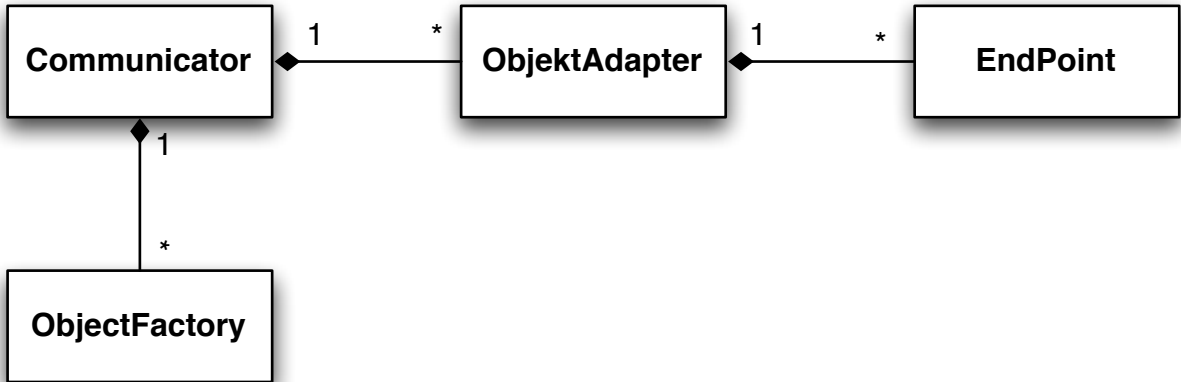 Communicator
1
*
ObjektAdapter
1
*
EndPoint
1
*
ObjectFactory